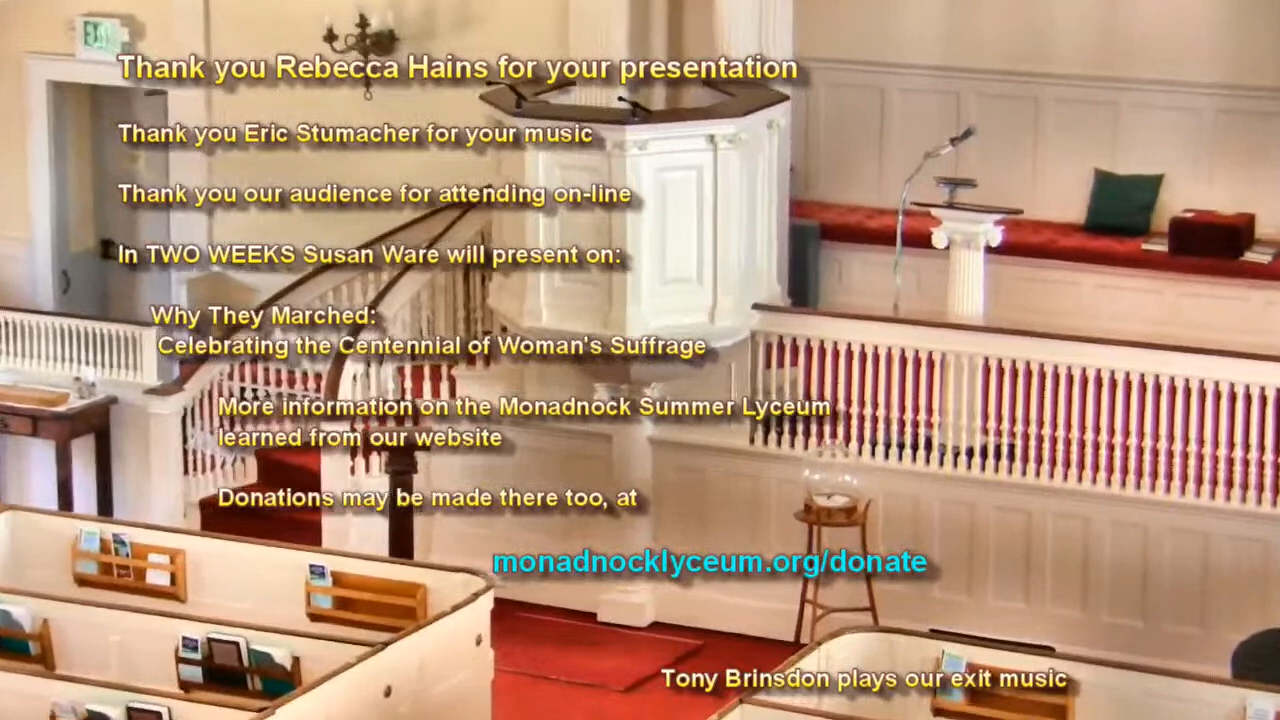 Thank you Rebecca Hains for your presentation
Thank you Eric Stumacher for your music
Thank you our audience for attending on-line
In TWO WEEKS Susan Ware will present on:
Why They Marched:
Celebrating the Centennial of Woman's Suffrage
More information on the Monadnock Summer Lyceum
learned from our website
Donations may be made there too, at
monadnocklyceum.org/donate
Tony Brinsdon plays our exit music